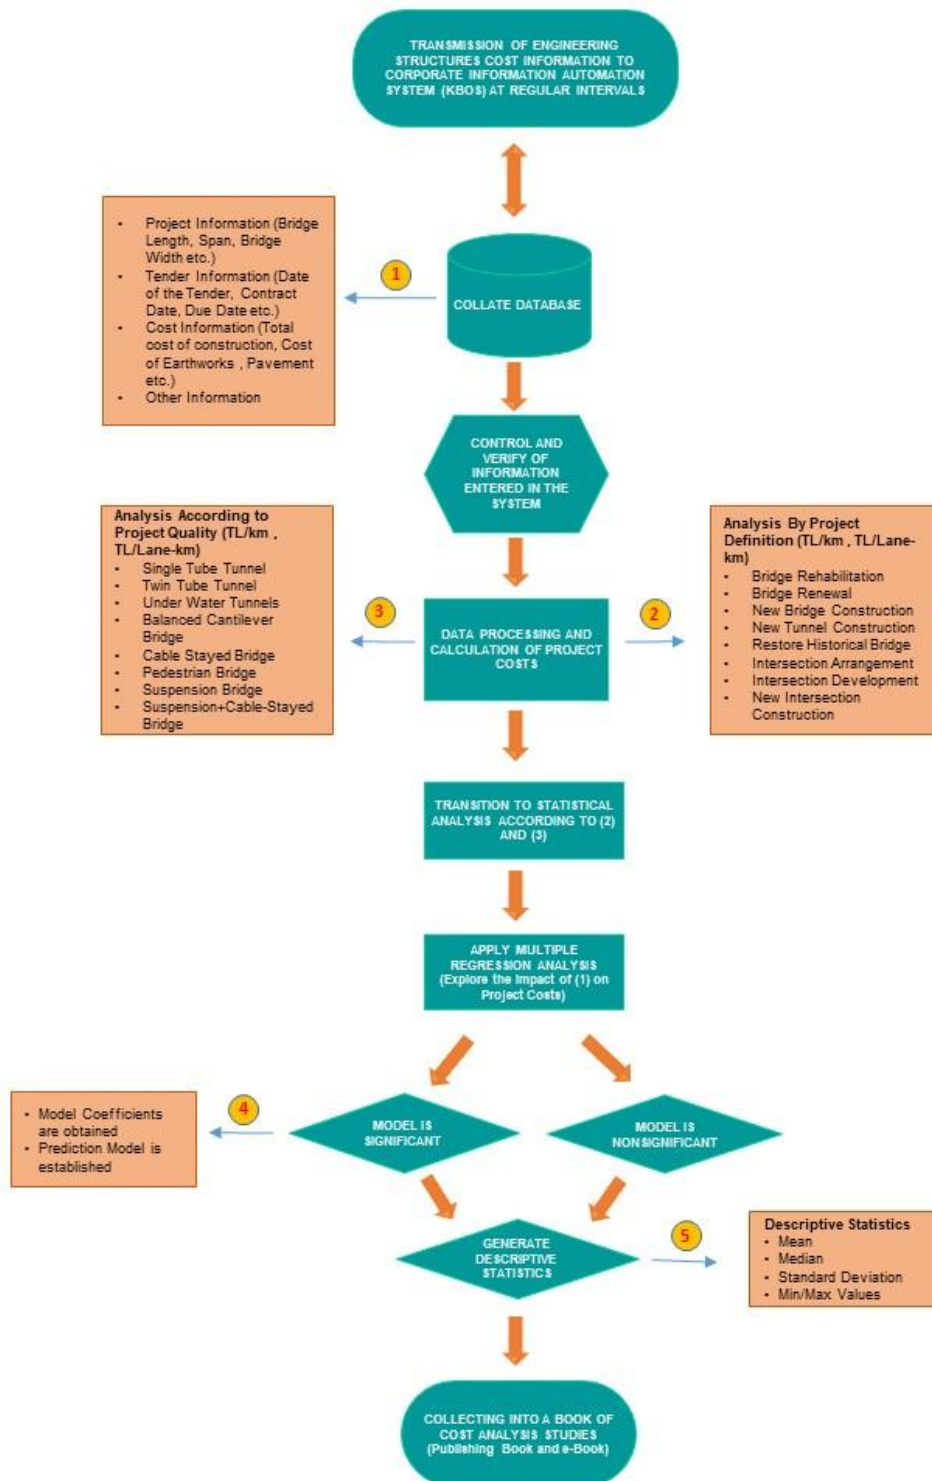 TRANSMISSION OF ENGINEERING
STRUCTURES COST INFORMATION TO
CORPORATE INFORMATION AUTOMATION
SYSTEM (KBOS) AT REGULAR INTERVALS
• Project Information (Bridge
Length, Span, Bridge
Width etc.)
• Tender Information (Date
of the Tender, Contract
Date, Due Date etc.)
• Cost Information (Total
cost of construction, Cost
of Earthworks , Pavement
etc.)
• Other Information
1
COLLATE DATABASE
CONTROL AND
VERIFY OF
INFORMATION
ENTERED IN THE
SYSTEM
Analysis According to
Project Quality (TL/km ,
TL/Lane-km)
• Single Tube Tunnel
• Twin Tube Tunnel
• Under Water Tunnels
• Balanced Cantilever
Bridge
• Cable Stayed Bridge
• Pedestrian Bridge
• Suspension Bridge
• Suspension+Cable-Stayed
Bridge
3
DATA PROCESSING AND
CALCULATION OF PROJECT
COSTS
2
Analysis By Project
Definition (TL/km , TL/Lane-
km)
• Bridge Rehabilitation
• Bridge Renewal
• New Bridge Construction
• New Tunnel Construction
• Restore Historical Bridge
• Intersection Arrangement
• Intersection Development
• New Intersection
Construction
TRANSITION TO STATISTICAL
ANALYSIS ACCORDING TO (2)
AND (3)
APPLY MULTIPLE
REGRESSION ANALYSIS
(Explore the Impact of (1) on
Project Costs)
• Model Coefficients
are obtained
• Prediction Model is
established
4
MODEL IS
SIGNIFICANT
MODEL IS
NONSIGNIFICANT
GENERATE
DESCRIPTIVE
STATISTICS
5
Descriptive Statistics
• Mean
• Median
• Standard Deviation
• Min/Max Values
COLLECTING INTO A BOOK OF
COST ANALYSIS STUDIES
(Publishing Book and e-Book)